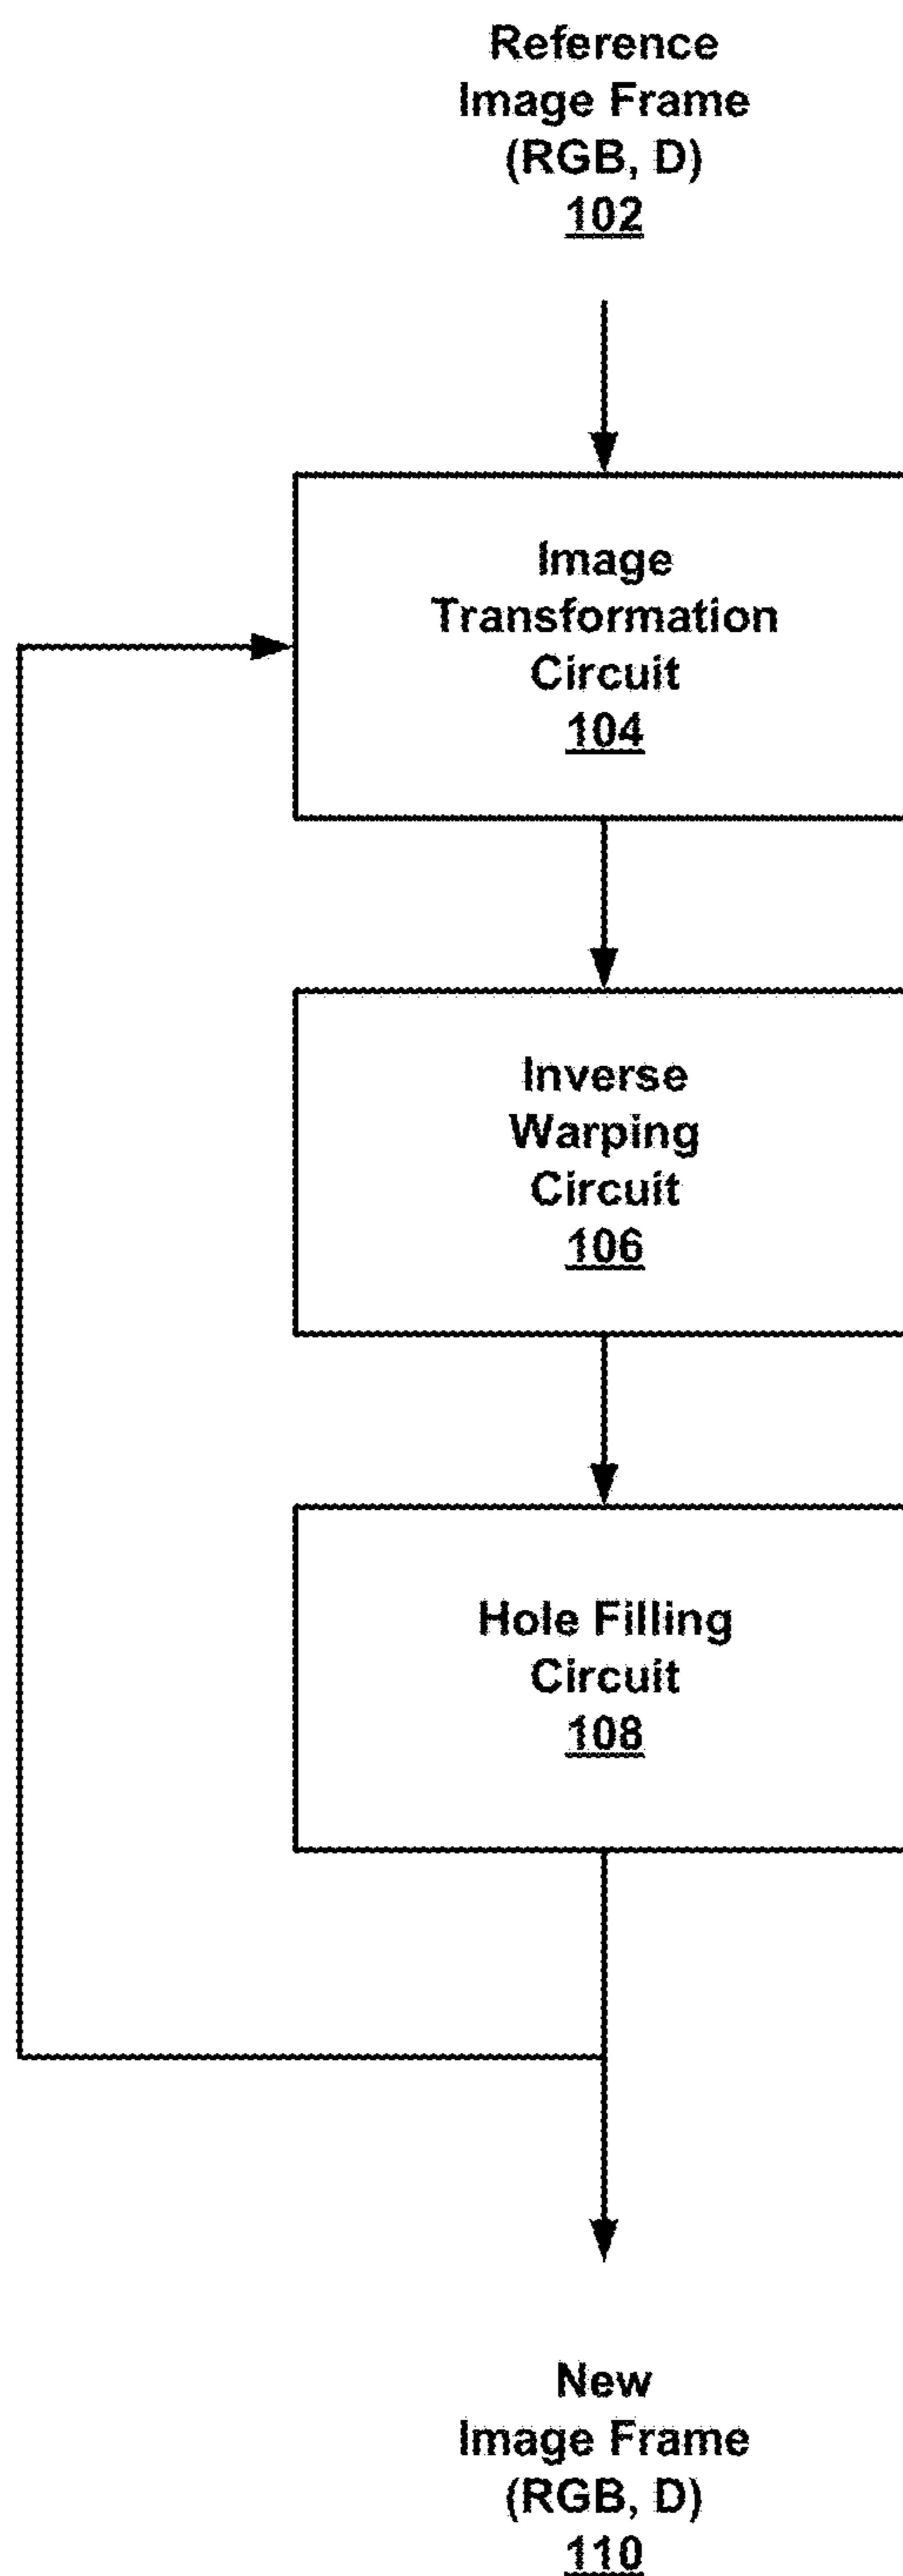 Reference
Image Frame
(RGB, D)
102
Image
Transformation
Circuit
104
Inverse
Warping
Circuit
106
Hole Filling
Circuit
108
New
Image Frame
(RGB, D)
110